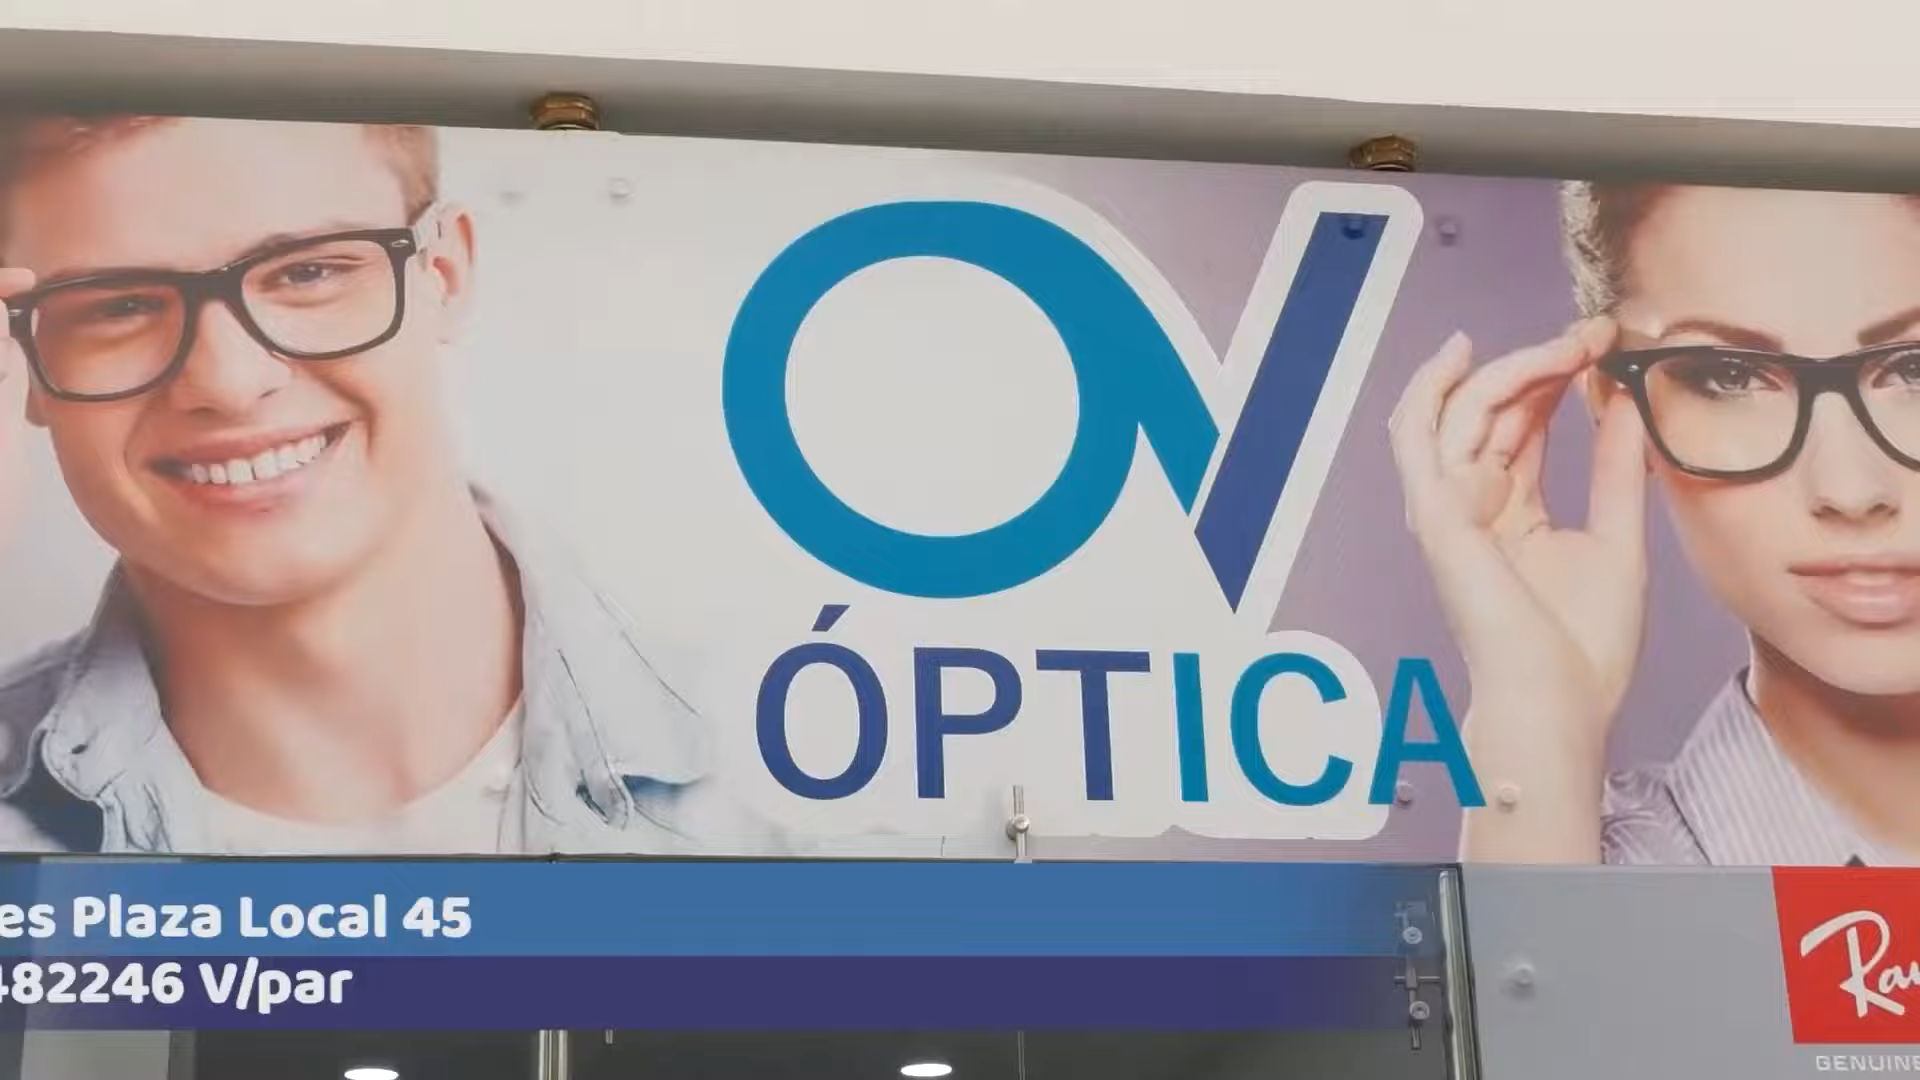 OV
ÓPTICA
es Plaza Local 45
482246 V/par
GENUINE